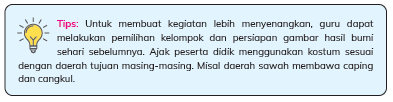 Tips: Untuk membuat kegiatan lebih menyenangkan, guru dapat
melakukan pemilihan kelompok dan persiapan gambar hasil bumi
sehari sebelumnya. Ajak peserta didik menggunakan kostum sesuai
dengan daerah tujuan masing-masing. Misal daerah sawah membawa caping
dan cangkul.